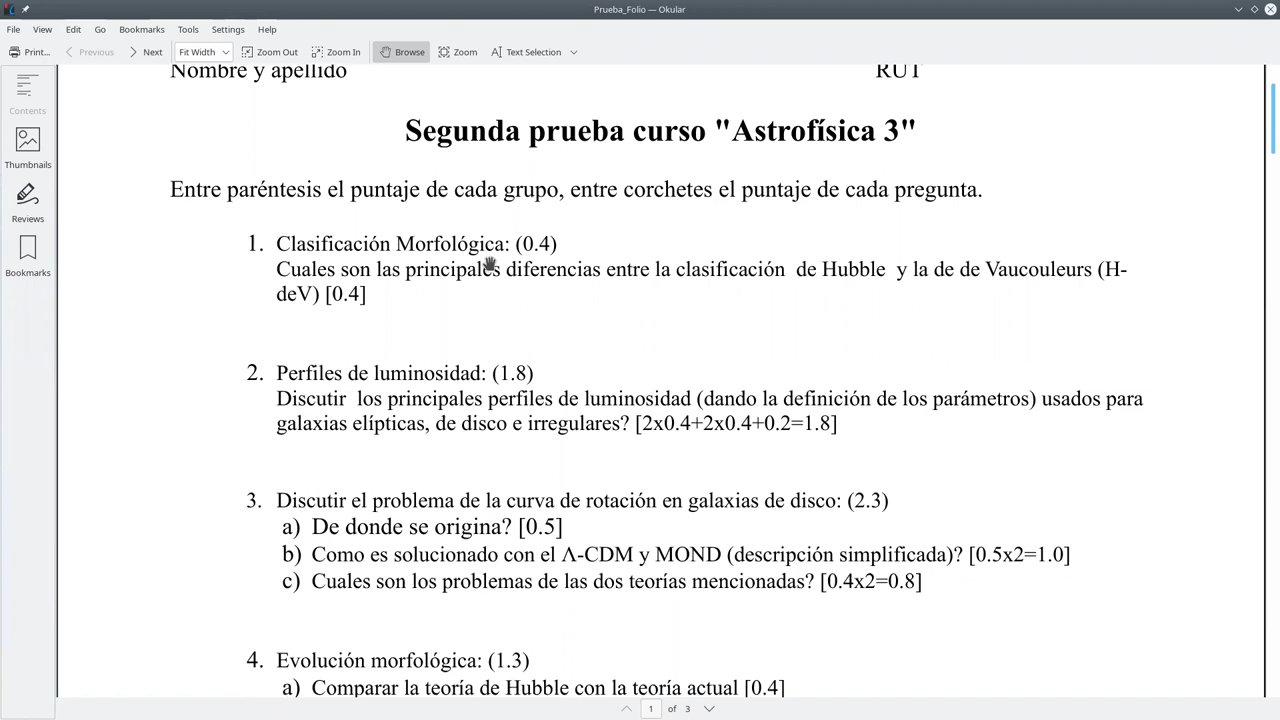 Prueba_Folio — Okular
File View Edit Go Bookmarks Tools Settings Help
Print... Previous Next Fit Width Zoom Out Zoom In Browse Zoom Text Selection
Contents
Thumbnails
Reviews
Bookmarks
Nombre y apellido RUT
Segunda prueba curso "Astrofísica 3"
Entre paréntesis el puntaje de cada grupo, entre corchetes el puntaje de cada pregunta.
1. Clasificación Morfológica: (0.4)
Cuales son las principales diferencias entre la clasificación de Hubble y la de de Vaucouleurs (H-
deV) [0.4]
2. Perfiles de luminosidad: (1.8)
Discutir los principales perfiles de luminosidad (dando la definición de los parámetros) usados para
galaxias elípticas, de disco e irregulares? [2x0.4+2x0.4+0.2=1.8]
3. Discutir el problema de la curva de rotación en galaxias de disco: (2.3)
a) De donde se origina? [0.5]
b) Como es solucionado con el Λ-CDM y MOND (descripción simplificada)? [0.5x2=1.0]
c) Cuales son los problemas de las dos teorías mencionadas? [0.4x2=0.8]
4. Evolución morfológica: (1.3)
a) Comparar la teoría de Hubble con la teoría actual [0.4]
1 of 3